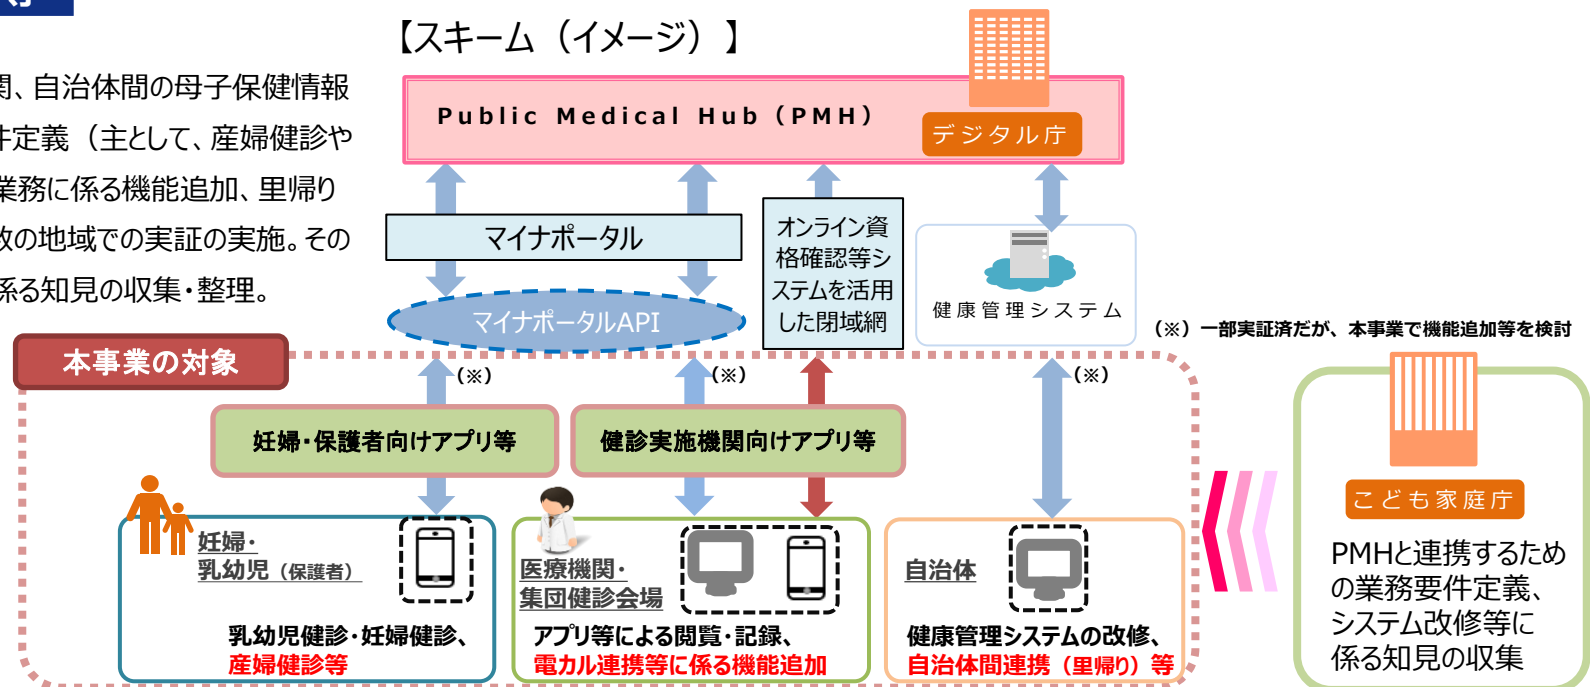 【スキーム（イメージ）】
関、自治体間の母子保健情報
件定義（主として、産婦健診や
業務に係る機能追加、里帰り
数の地域での実証の実施。その
係る知見の収集・整理。
Public Medical Hub（PMH）
デジタル庁
マイナポータル
オンライン資
格確認等シ
ステムを活用
した閉域網
健康管理システム
マイナポータルAPI
（※）一部実証済だが、本事業で機能追加等を検討
本事業の対象
（※）
（※）
（※）
妊婦・保護者向けアプリ等
健診実施機関向けアプリ等
妊婦・
乳幼児（保護者）
乳幼児健診・妊婦健診、
産婦健診等
医療機関・
集団健診会場
アプリ等による閲覧・記録、
電カル連携等に係る機能追加
自治体
健康管理システムの改修、
自治体間連携（里帰り）等
こども家庭庁
PMHと連携するため
の業務要件定義、
システム改修等に
係る知見の収集